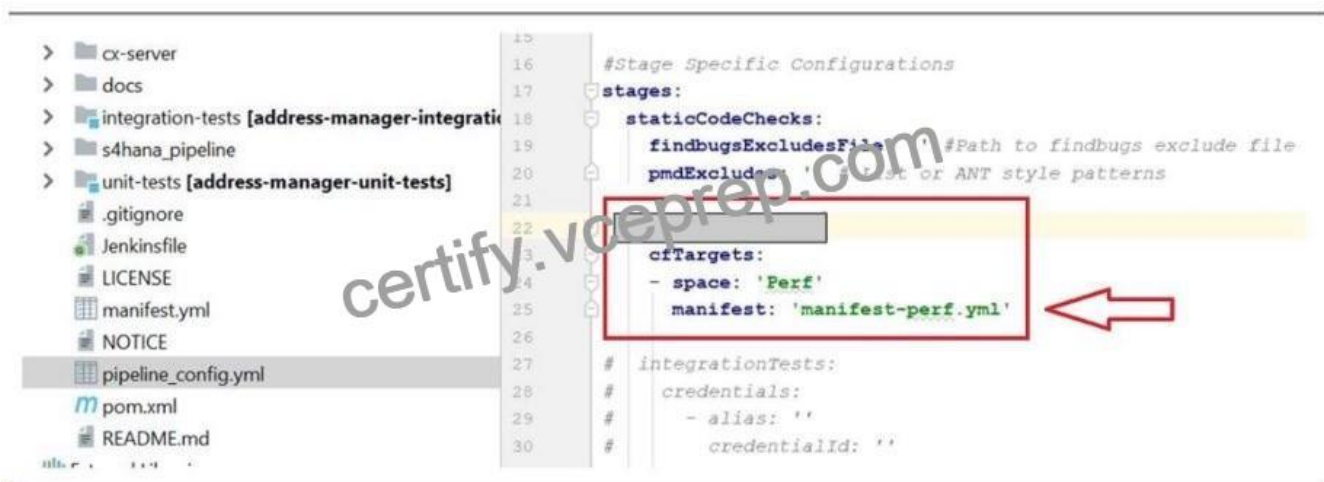 cx-server
docs
integration-tests [address-manager-integratio
s4hana_pipeline
unit-tests [address-manager-unit-tests]
.gitignore
Jenkinsfile
LICENSE
manifest.yml
NOTICE
pipeline_config.yml
pom.xml
README.md
15
16 #Stage Specific Configurations
17 stages:
18 staticCodeChecks:
19 findbugsExcludesFile '' #Path to findbugs exclude file
20 pmdExcludes: ' or ANT style patterns
21
22
23 cfTargets:
24 - space: 'Perf'
25 manifest: 'manifest-perf.yml'
26
27 # integrationTests:
28 # credentials:
29 # - alias: ''
30 # credentialId: ''
certify.vceprep.com